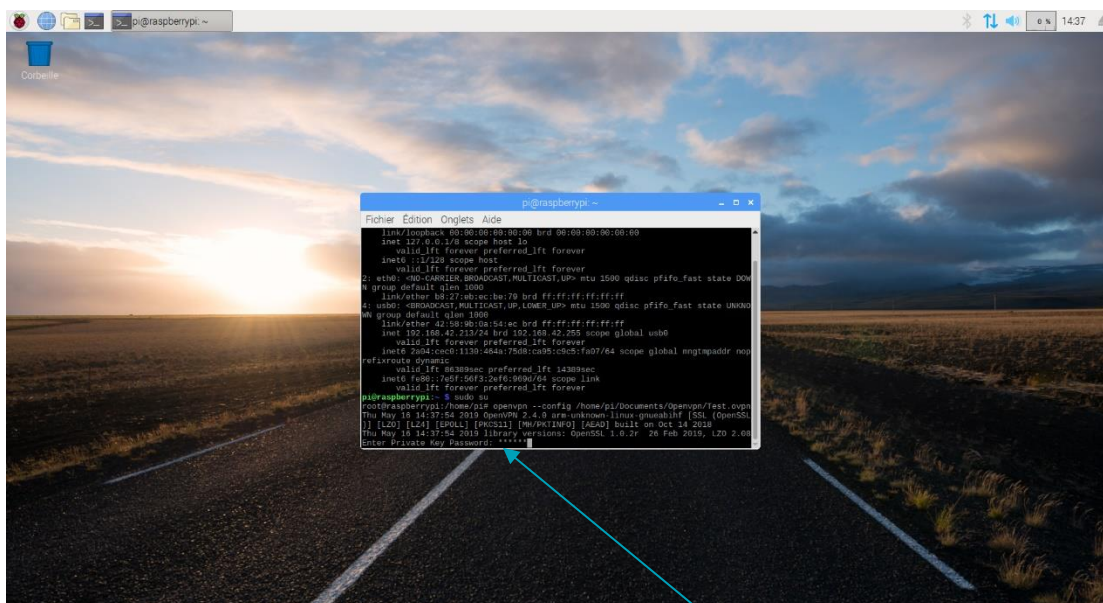 pi@raspberrypi: ~
0 %
14:37
Corbeille
pi@raspberrypi: ~
Fichier Édition Onglets Aide
link/loopback 00:00:00:00:00:00 brd 00:00:00:00:00:00
inet 127.0.0.1/8 scope host lo
valid_lft forever preferred_lft forever
inet6 ::1/128 scope host
valid_lft forever preferred_lft forever
2: eth0: <NO-CARRIER,BROADCAST,MULTICAST,UP> mtu 1500 qdisc pfifo_fast state DOW
N group default qlen 1000
link/ether b8:27:eb:ec:be:79 brd ff:ff:ff:ff:ff:ff
4: usb0: <BROADCAST,MULTICAST,UP,LOWER_UP> mtu 1500 qdisc pfifo_fast state UNKNO
WN group default qlen 1000
link/ether 42:58:9b:0a:54:ec brd ff:ff:ff:ff:ff:ff
inet 192.168.42.213/24 brd 192.168.42.255 scope global usb0
valid_lft forever preferred_lft forever
inet6 2a04:cec0:1130:464a:75d8:ca95:c9c5:fa07/64 scope global mngtmpaddr nop
refixroute dynamic
valid_lft 86389sec preferred_lft 14389sec
inet6 fe80::7e5f:56f3:2ef6:969d/64 scope link
valid_lft forever preferred_lft forever
pi@raspberrypi:~ $ sudo su
root@raspberrypi:/home/pi# openvpn --config /home/pi/Documents/Openvpn/Test.ovpn
Thu May 16 14:37:54 2019 OpenVPN 2.4.0 arm-unknown-linux-gnueabihf [SSL (OpenSSL
)] [LZO] [LZ4] [EPOLL] [PKCS11] [MH/PKTINFO] [AEAD] built on Oct 14 2018
Thu May 16 14:37:54 2019 library versions: OpenSSL 1.0.2r  26 Feb 2019, LZO 2.08
Enter Private Key Password: ******